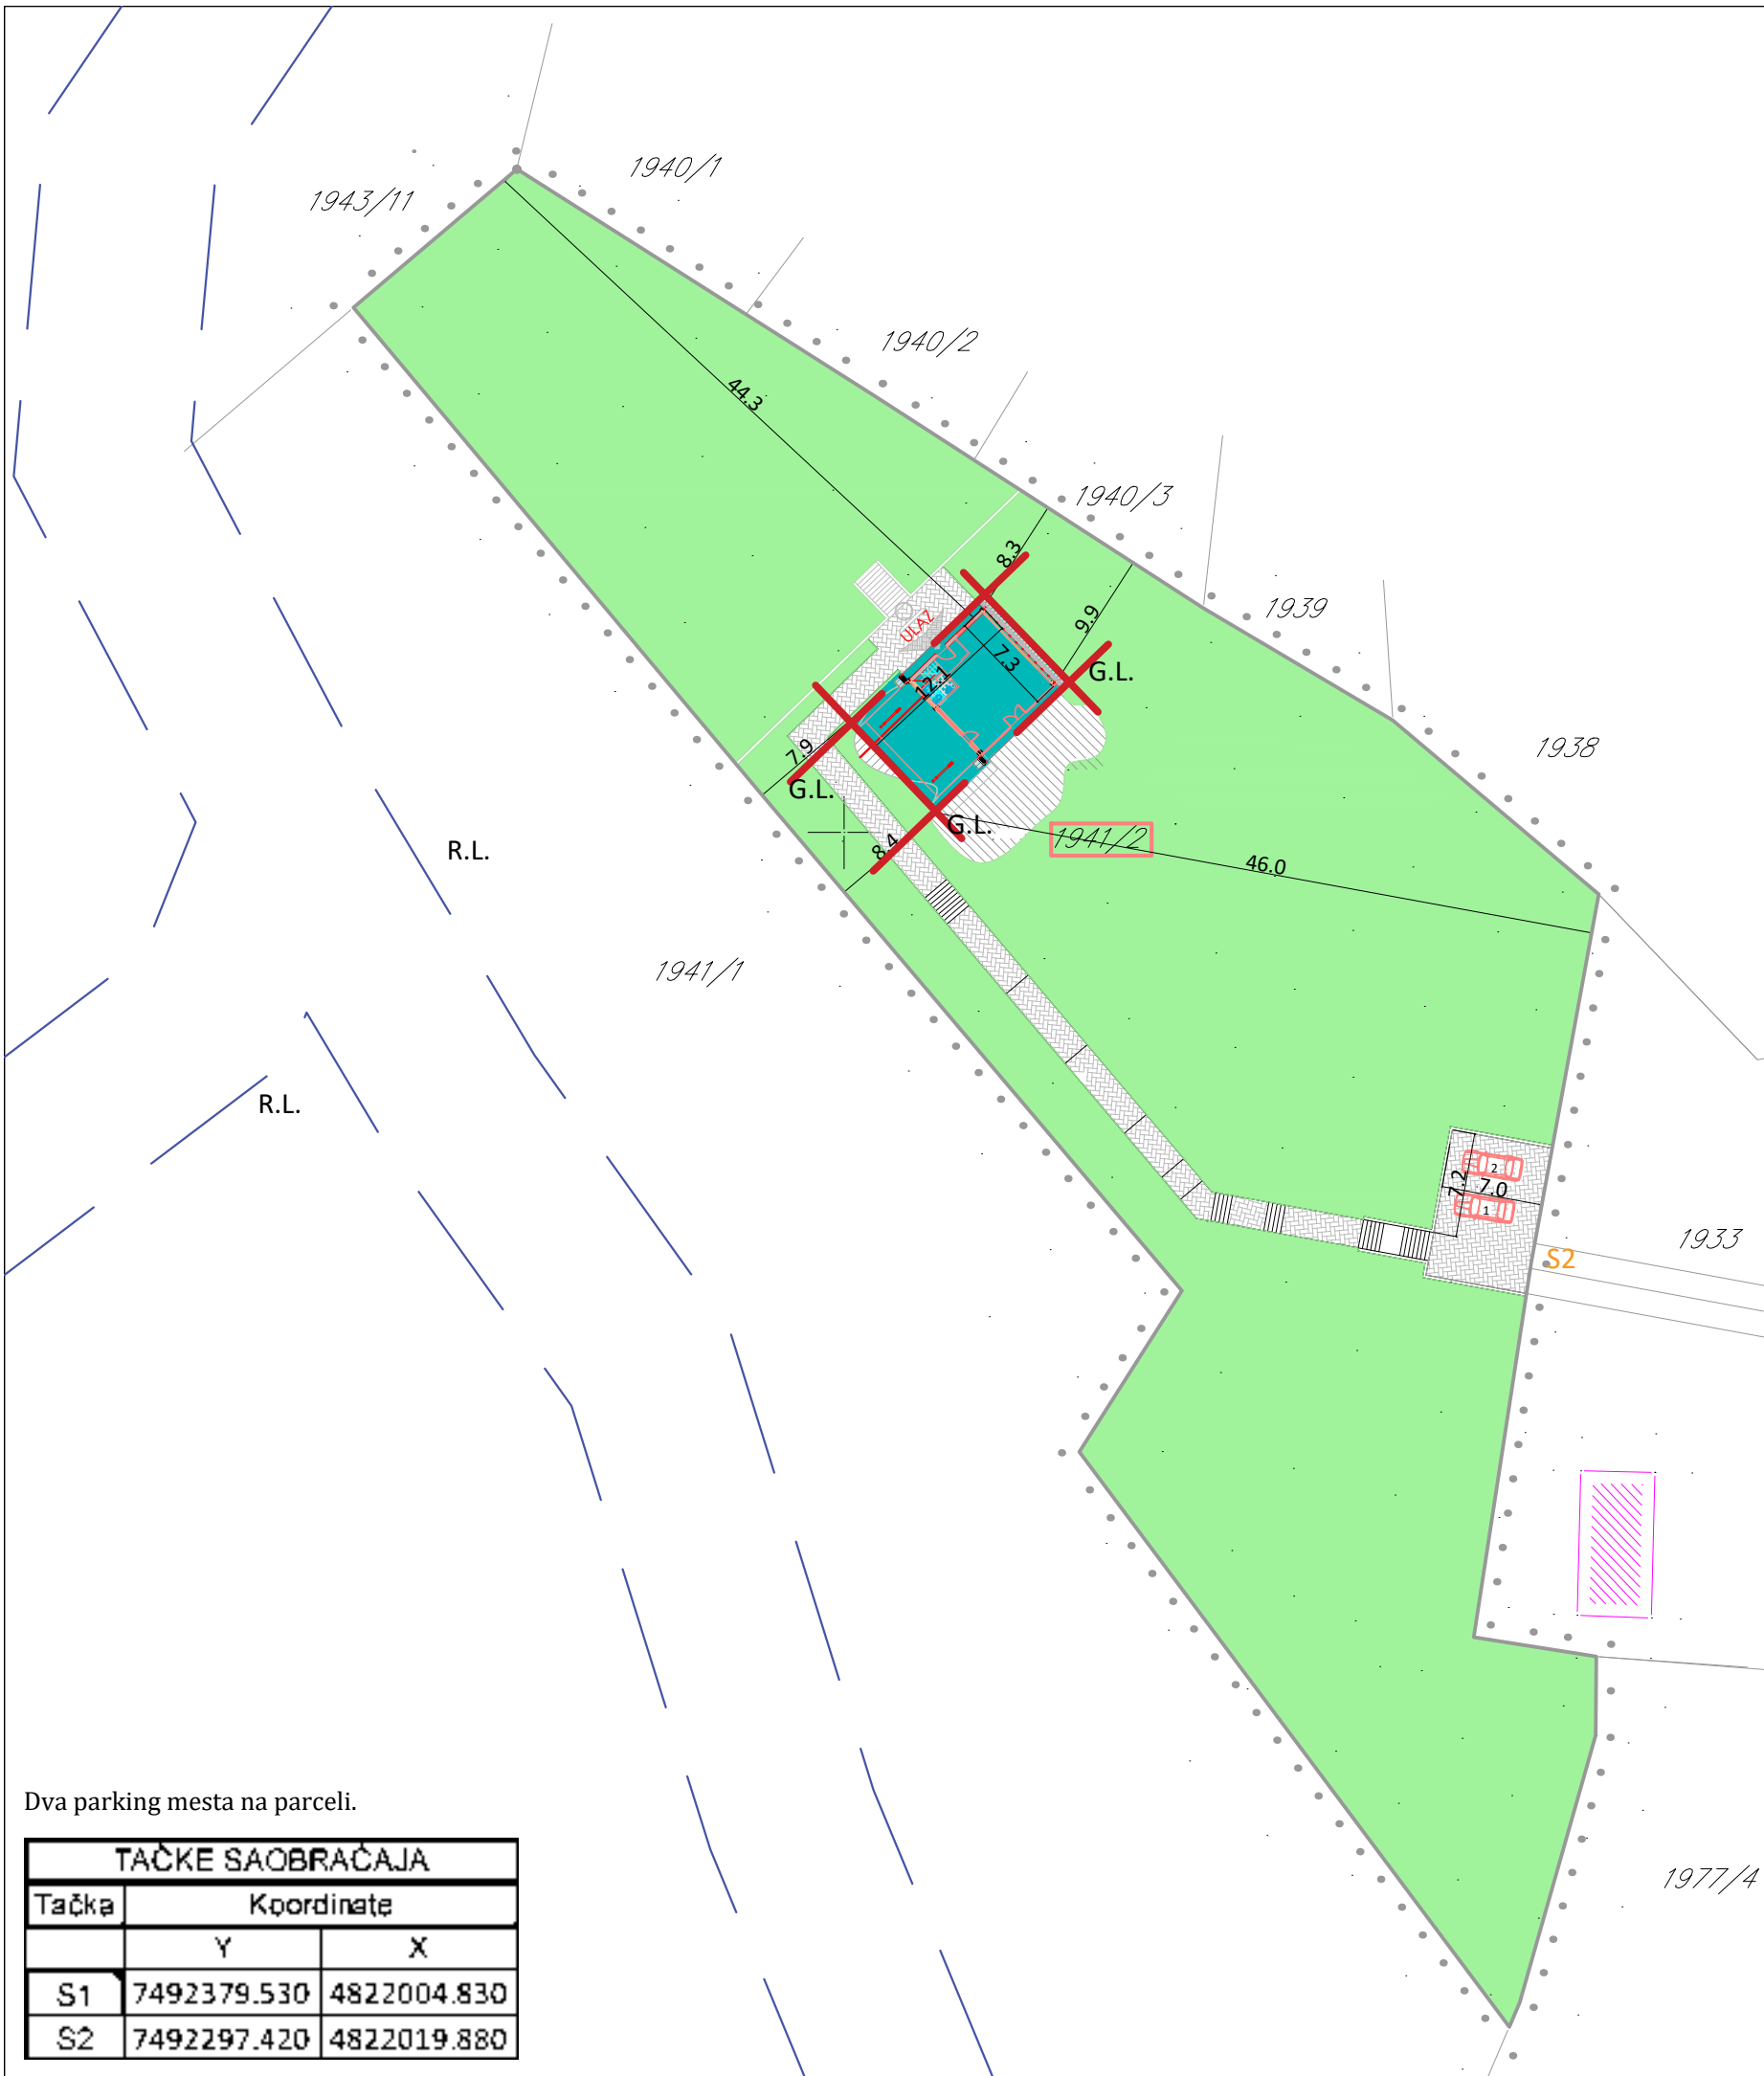 1940/1
1943/11
1940/2
44.3
1940/3
8.3
1939
9.9
ULAZ
7.3
G.L.
12.1
1938
7.9
G.L.
G.L.
1941/2
8.4
R.L.
46.0
1941/1
R.L.
2
7.2
7.0
1
1933
S2
Dva parking mesta na parceli.
TAČKE SAOBRAĆAJA
Tačka Koordinate
Y X
S1 7492379.530 4822004.830
S2 7492297.420 4822019.880
1977/4